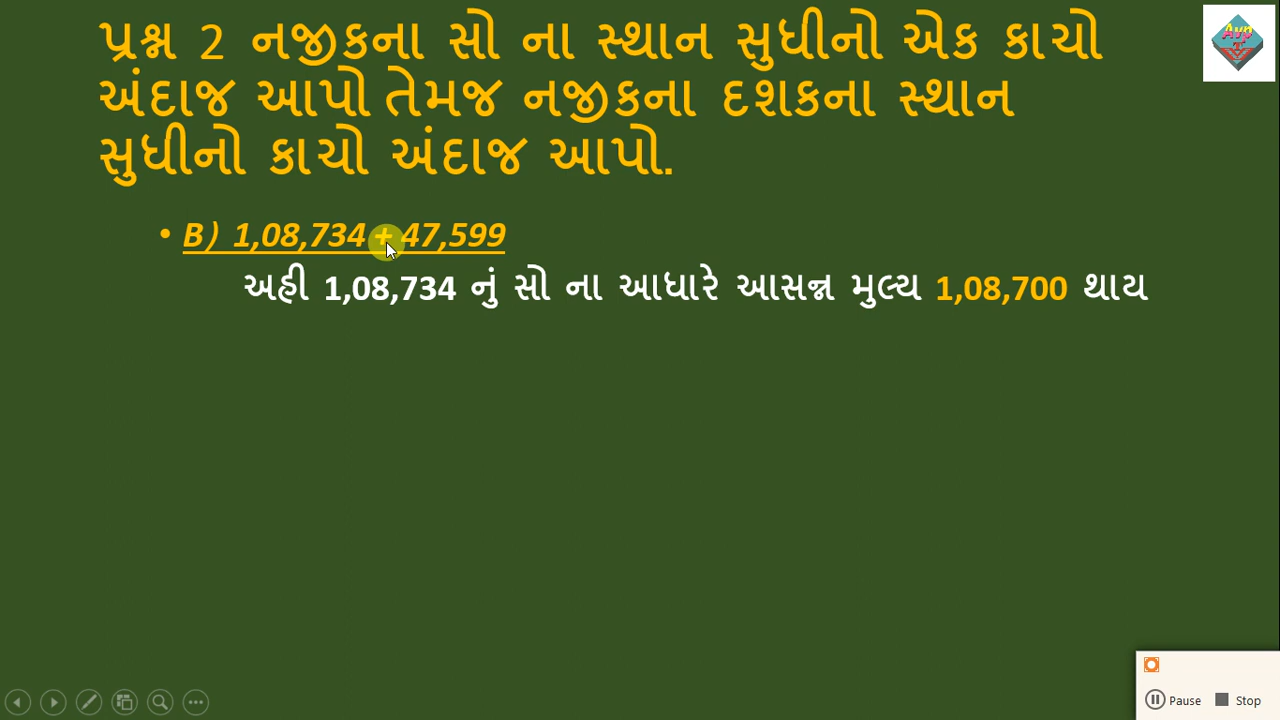 પ્રશ્ન 2 નજીકના સો ના સ્થાન સુધીનો એક કાચો
અંદાજ આપો તેમજ નજીકના દશકના સ્થાન
સુધીનો કાચો અંદાજ આપો.
• B) 1,08,734 + 47,599
અહી 1,08,734 નું સો ના આધારે આસન્ન મુલ્ય 1,08,700 થાય
Pause Stop